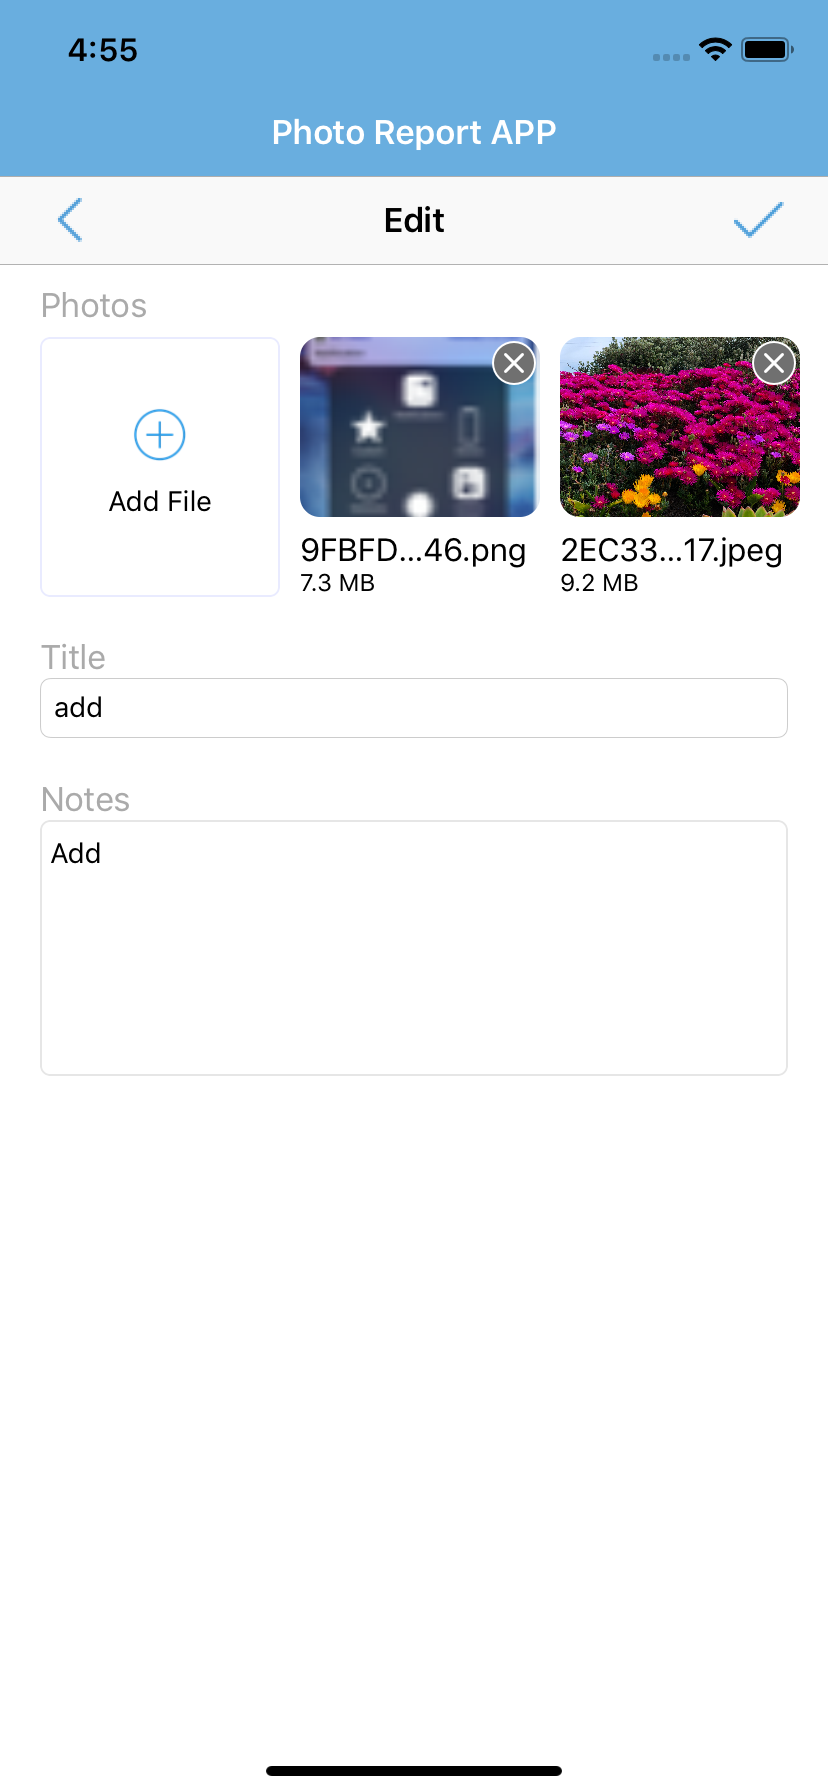 4:55
Photo Report APP
Edit
Photos
Add File
9FBFD...46.png
7.3 MB
2EC33...17.jpeg
9.2 MB
Title
add
Notes
Add